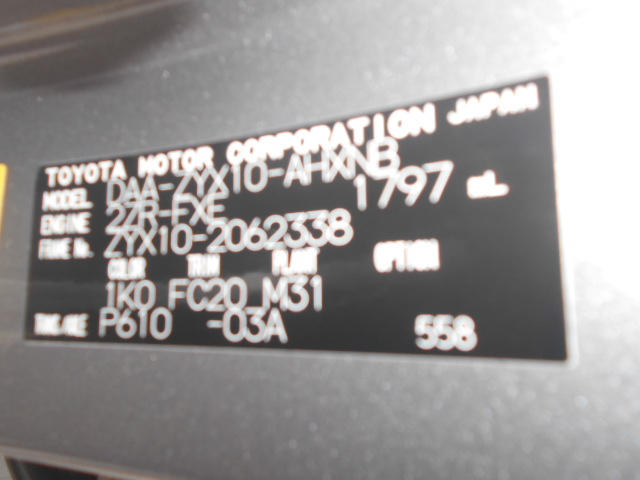 TOYOTA MOTOR CORPORATION JAPAN
MODEL DAA-ZYX10-AHXNB
ENGINE 2ZR-FXE 1797 mL
FRAME No. ZYX10-2062338
COLOR TRIM PLANT OPTION
1K0 FC20 M31
TRANS/AXLE P610 -03A 558